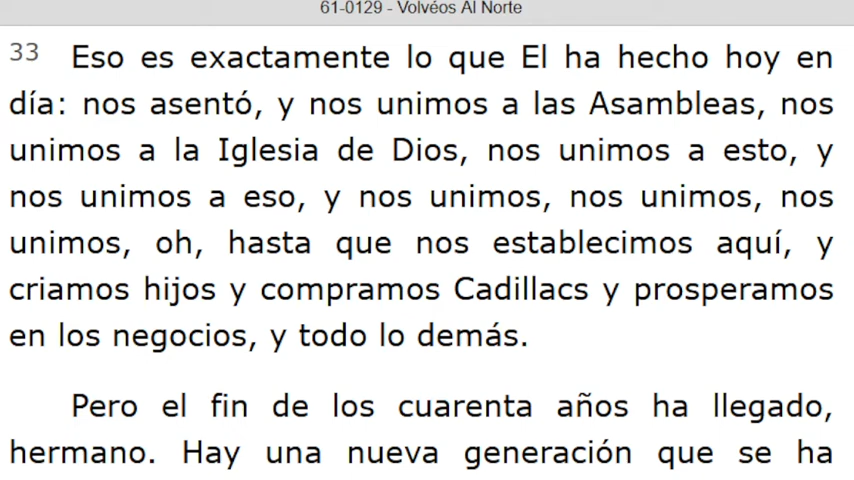 61-0129 - Volvéos Al Norte
33 Eso es exactamente lo que El ha hecho hoy en
día: nos asentó, y nos unimos a las Asambleas, nos
unimos a la Iglesia de Dios, nos unimos a esto, y
nos unimos a eso, y nos unimos, nos unimos, nos
unimos, oh, hasta que nos establecimos aquí, y
criamos hijos y compramos Cadillacs y prosperamos
en los negocios, y todo lo demás.
Pero el fin de los cuarenta años ha llegado,
hermano. Hay una nueva generación que se ha